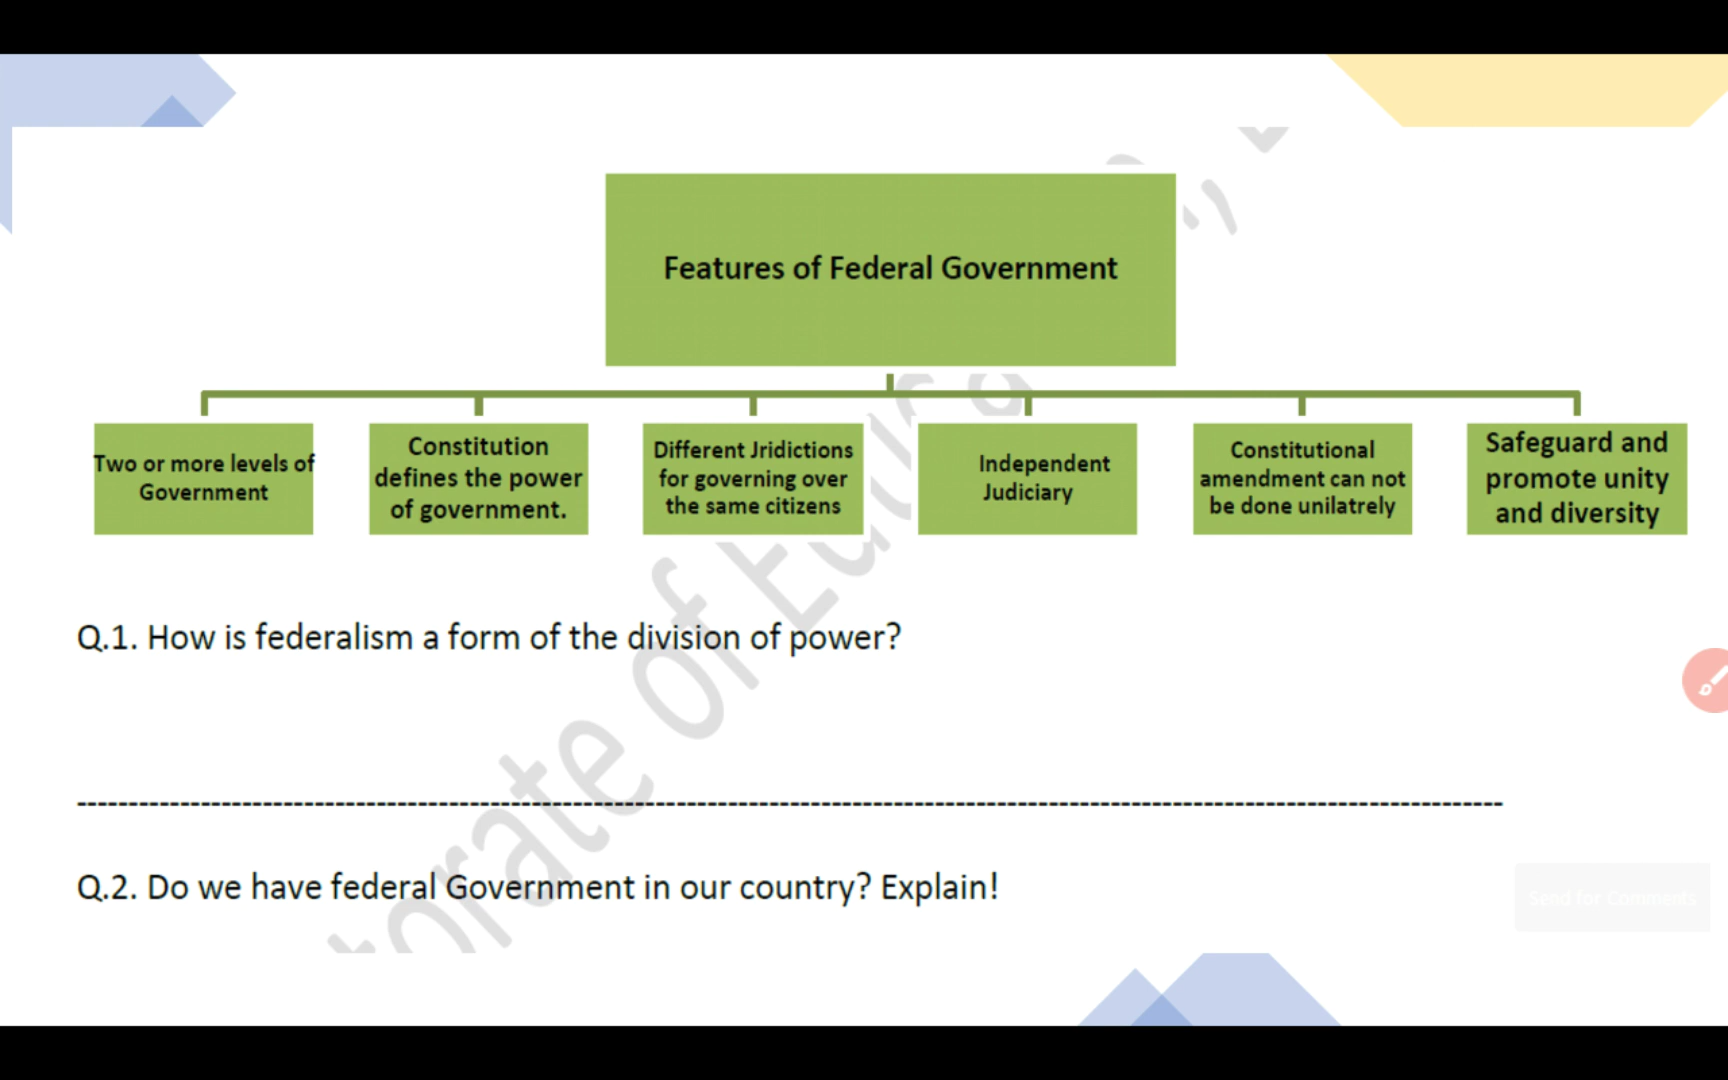 Features of Federal Government
Two or more levels of
Government
Constitution
defines the power
of government.
Different Jridictions
for governing over
the same citizens
Independent
Judiciary
Constitutional
amendment can not
be done unilatrely
Safeguard and
promote unity
and diversity
Q.1. How is federalism a form of the division of power?
Q.2. Do we have federal Government in our country? Explain!
Send for Comments